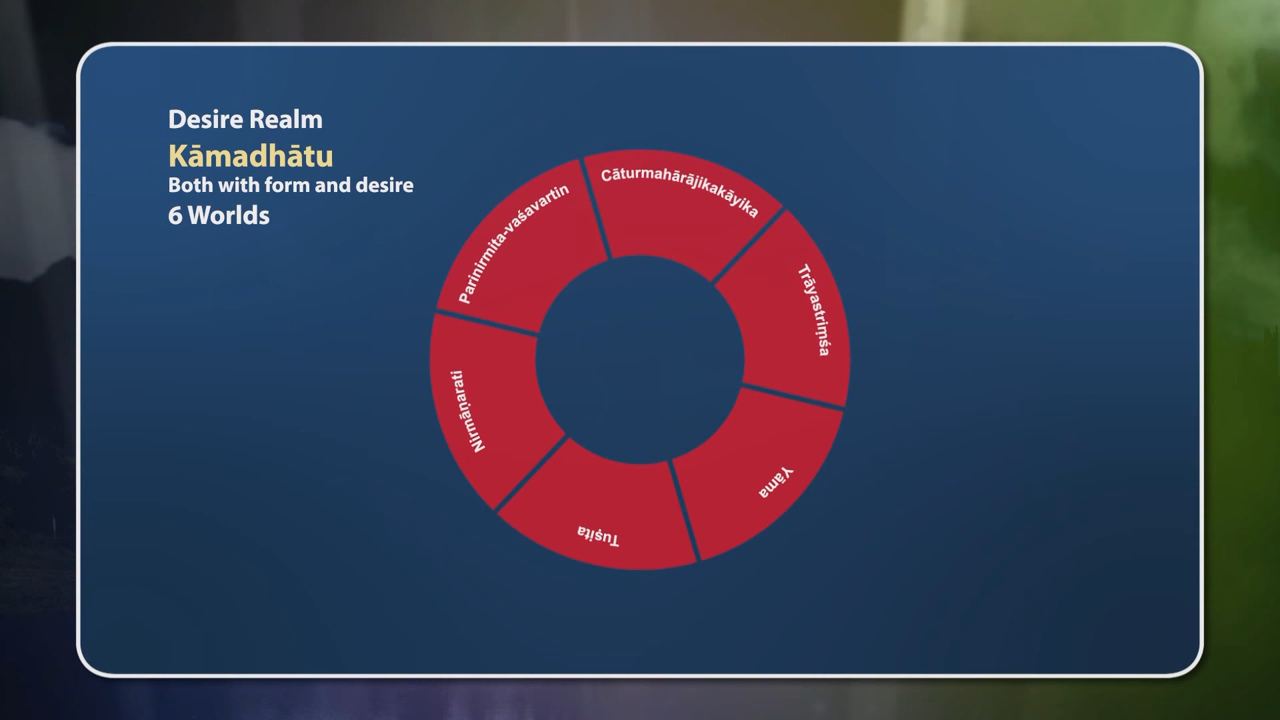 Desire Realm
Kāmadhātu
Both with form and desire
6 Worlds
Cāturmahārājikakāyika
Trāyastriṃśa
Yāma
Tuṣita
Nirmāṇarati
Parinirmita-vaśavartin